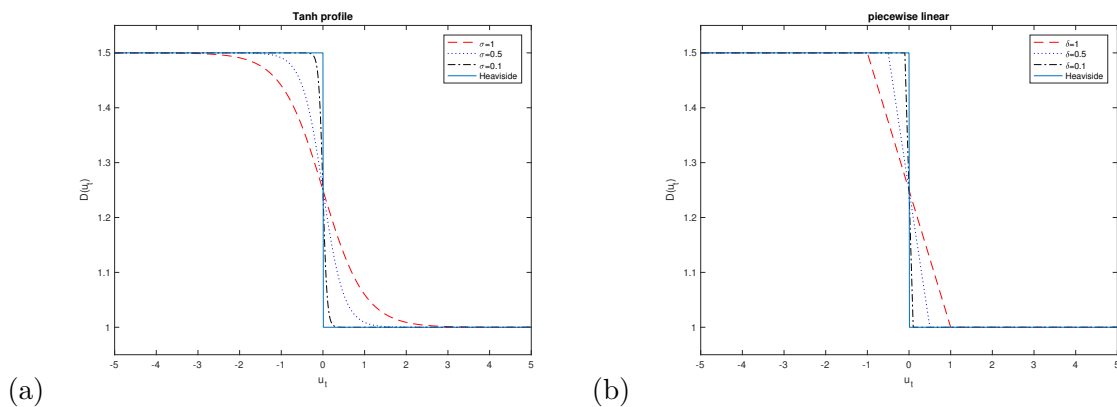 Tanh profile
D(u_t)
1.5
1.4
1.3
1.2
1.1
1
-5 -4 -3 -2 -1 0 1 2 3 4 5
u_t
σ=1
σ=0.5
σ=0.1
Heaviside
(a)
piecewise linear
D(u_t)
1.5
1.4
1.3
1.2
1.1
1
-5 -4 -3 -2 -1 0 1 2 3 4 5
u_t
δ=1
δ=0.5
δ=0.1
Heaviside
(b)